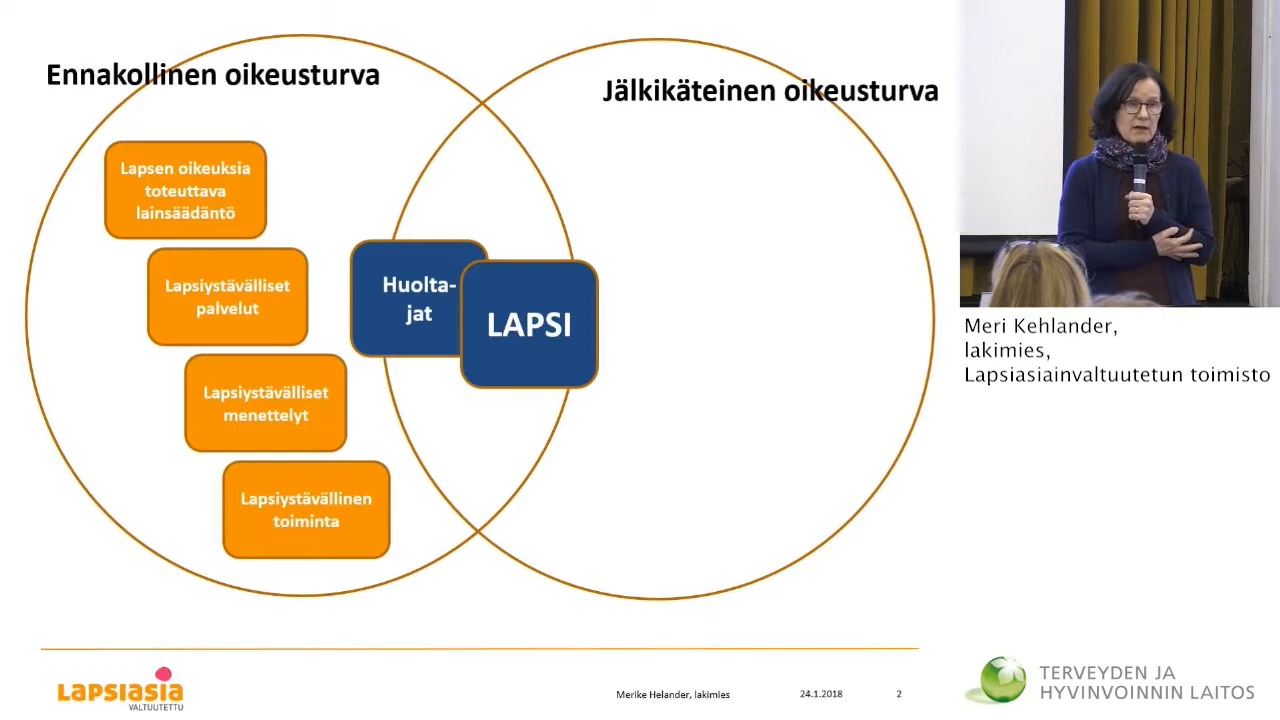 Ennakollinen oikeusturva
Jälkikäteinen oikeusturva
Lapsen oikeuksia
toteuttava
lainsäädäntö
Lapsiystävälliset
palvelut
Lapsiystävälliset
menettelyt
Lapsiystävällinen
toiminta
Huolta-
jat
LAPSI
Meri Kehlander,
lakimies,
Lapsiasiainvaltuutetun toimisto
LAPSIASIA
VALTUUTETTU
Merike Helander, lakimies
24.1.2018
2
TERVEYDEN JA
HYVINVOINNIN LAITOS